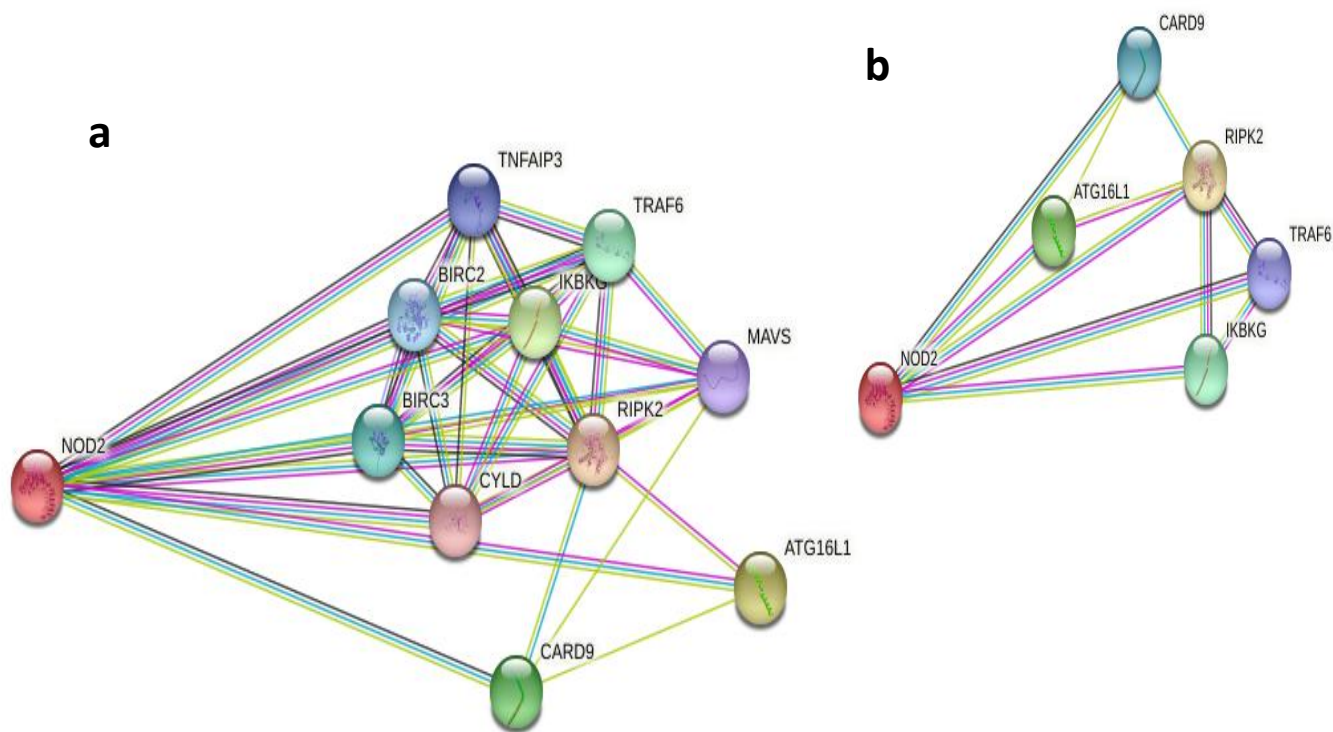 a
TNFAIP3
TRAF6
BIRC2
IKBKG
MAVS
BIRC3
RIPK2
NOD2
CYLD
ATG16L1
CARD9
b
CARD9
RIPK2
ATG16L1
TRAF6
IKBKG
NOD2